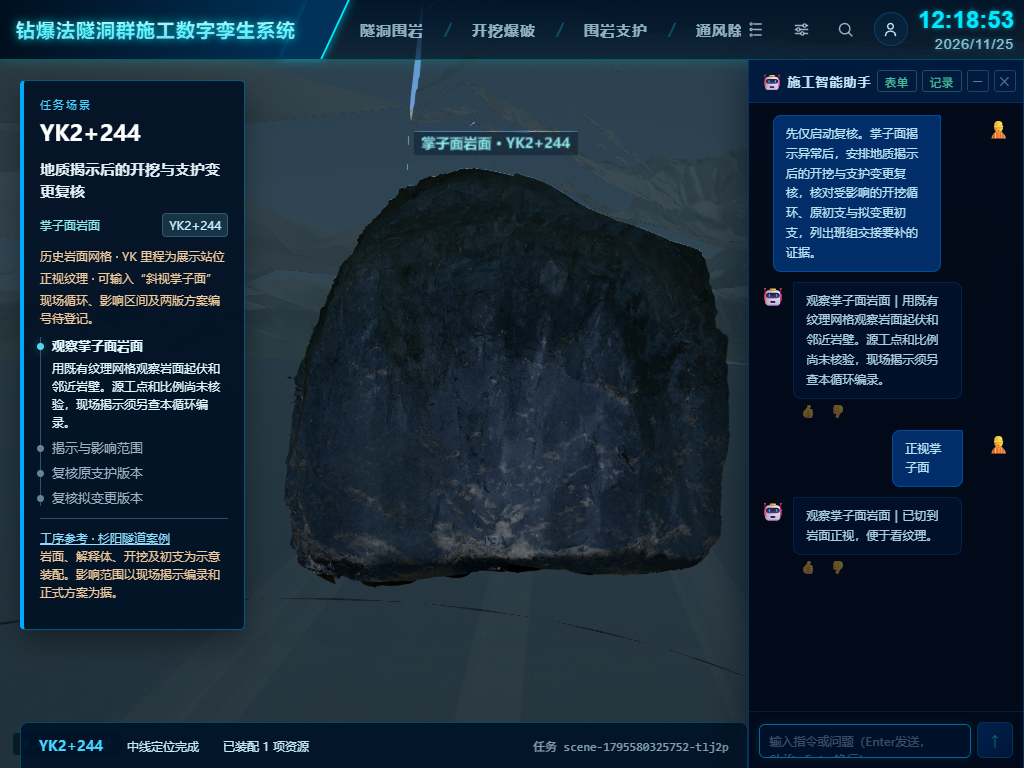 钻爆法隧洞群施工数字孪生系统
隧洞围岩 / 开挖爆破 / 围岩支护 / 通风除
12:18:53
2026/11/25
任务场景
YK2+244
地质揭示后的开挖与支护变
更复核
掌子面岩面 YK2+244
历史岩面网格 · YK 里程为展示站位
正视纹理 · 可输入“斜视掌子面”
现场循环、影响区间及两版方案编
号待登记。
观察掌子面岩面
用既有纹理网格观察岩面起伏和
邻近岩壁。源工点和比例尚未核
验，现场揭示须另查本循环编
录。
揭示与影响范围
复核原支护版本
复核拟变更版本
工序参考 · 杉阳隧道案例
岩面、解释体、开挖及初支为示意
装配。影响范围以现场揭示编录和
正式方案为据。
掌子面岩面 · YK2+244
YK2+244 中线定位完成 已装配 1 项资源 任务 scene-1795580325752-tlj2p
施工智能助手 表单 记录
先仅启动复核。掌子面揭
示异常后，安排地质揭示
后的开挖与支护变更复
核，核对受影响的开挖循
环、原初支与拟变更初
支，列出班组交接要补的
证据。
观察掌子面岩面 | 用既有
纹理网格观察岩面起伏和
邻近岩壁。源工点和比例
尚未核验，现场揭示须另
查本循环编录。
正视掌
子面
观察掌子面岩面 | 已切到
岩面正视，便于看纹理。
输入指令或问题（Enter发送，